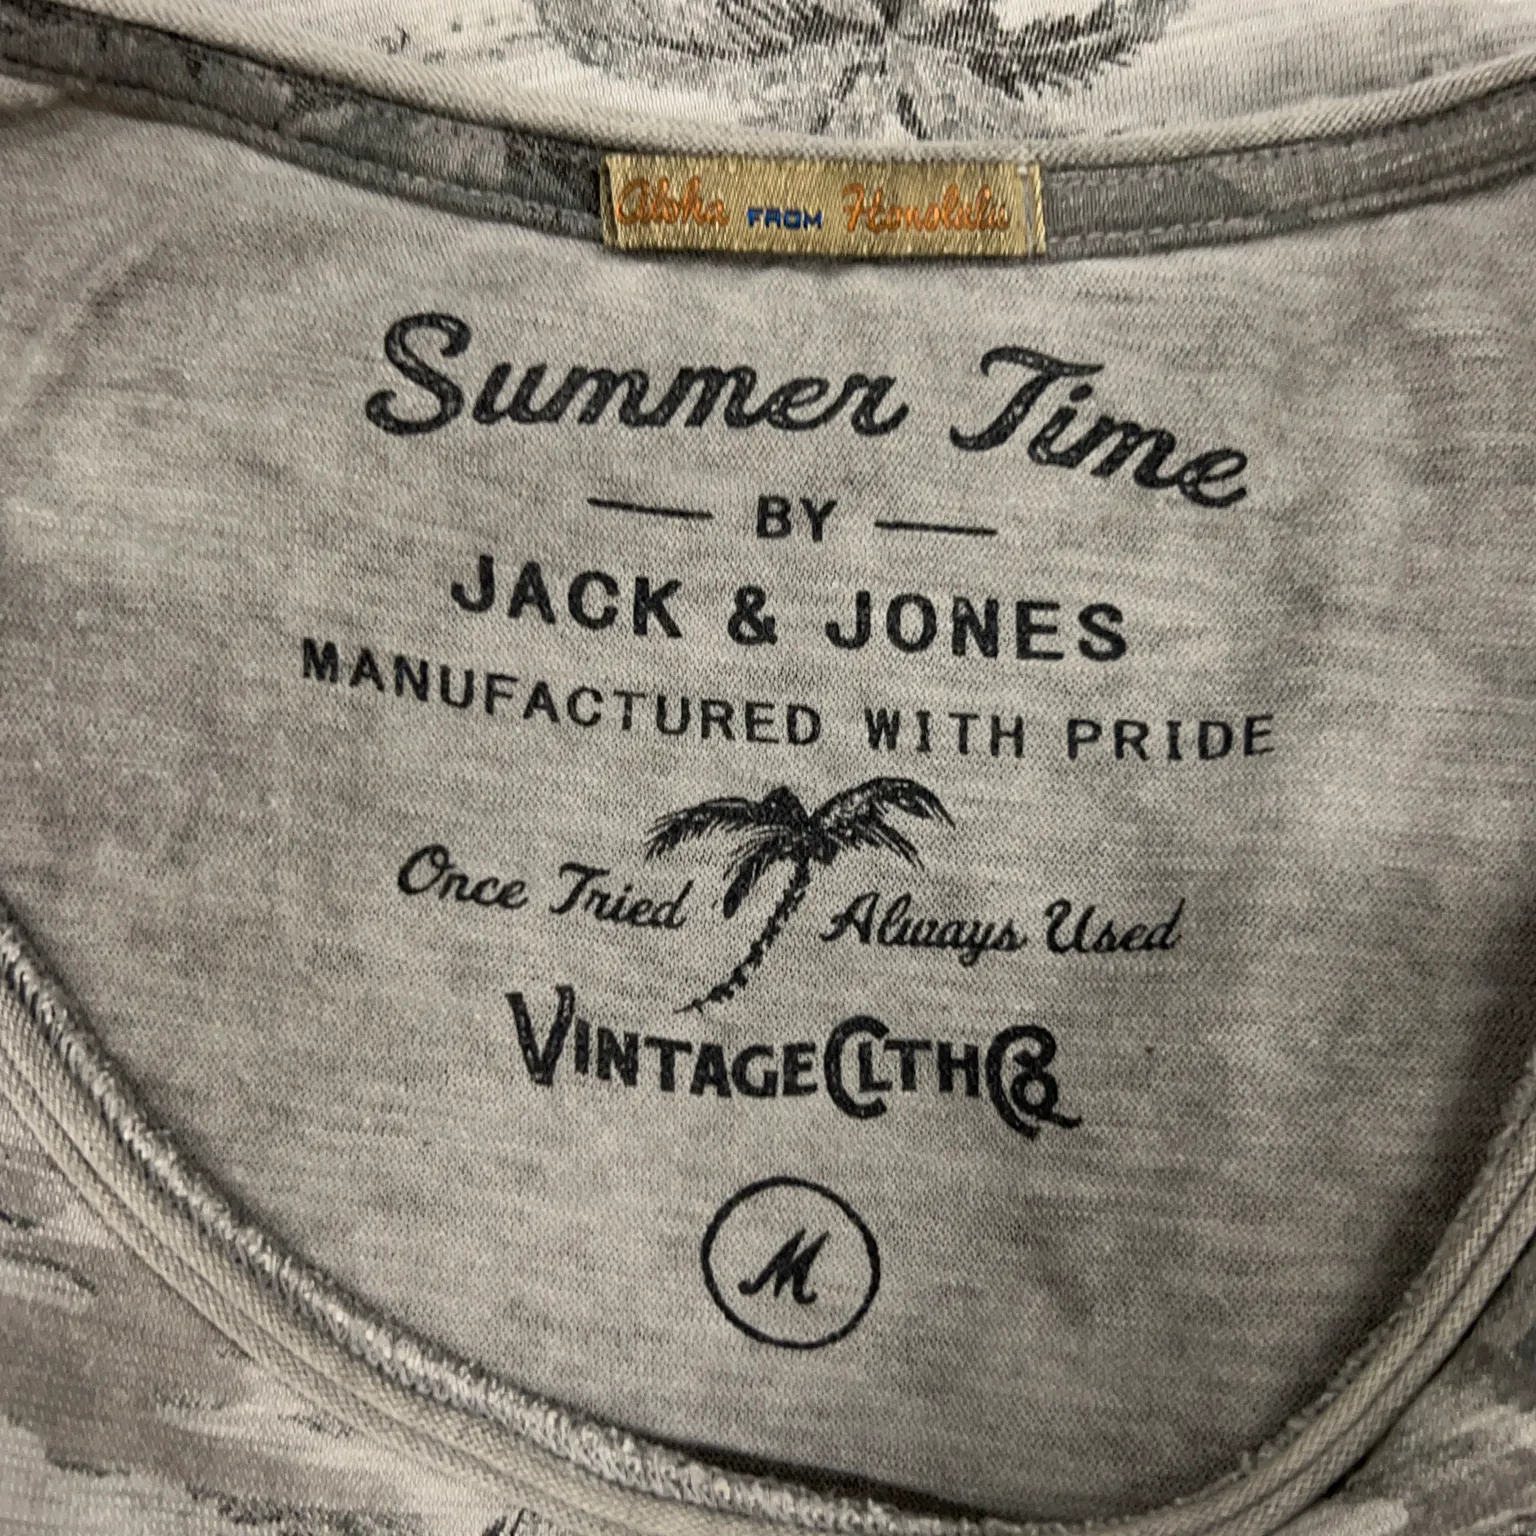 Aloha FROM Honolulu
Summer Time
BY
JACK & JONES
MANUFACTURED WITH PRIDE
Once Tried Always Used
VINTAGE CLTH CO
M